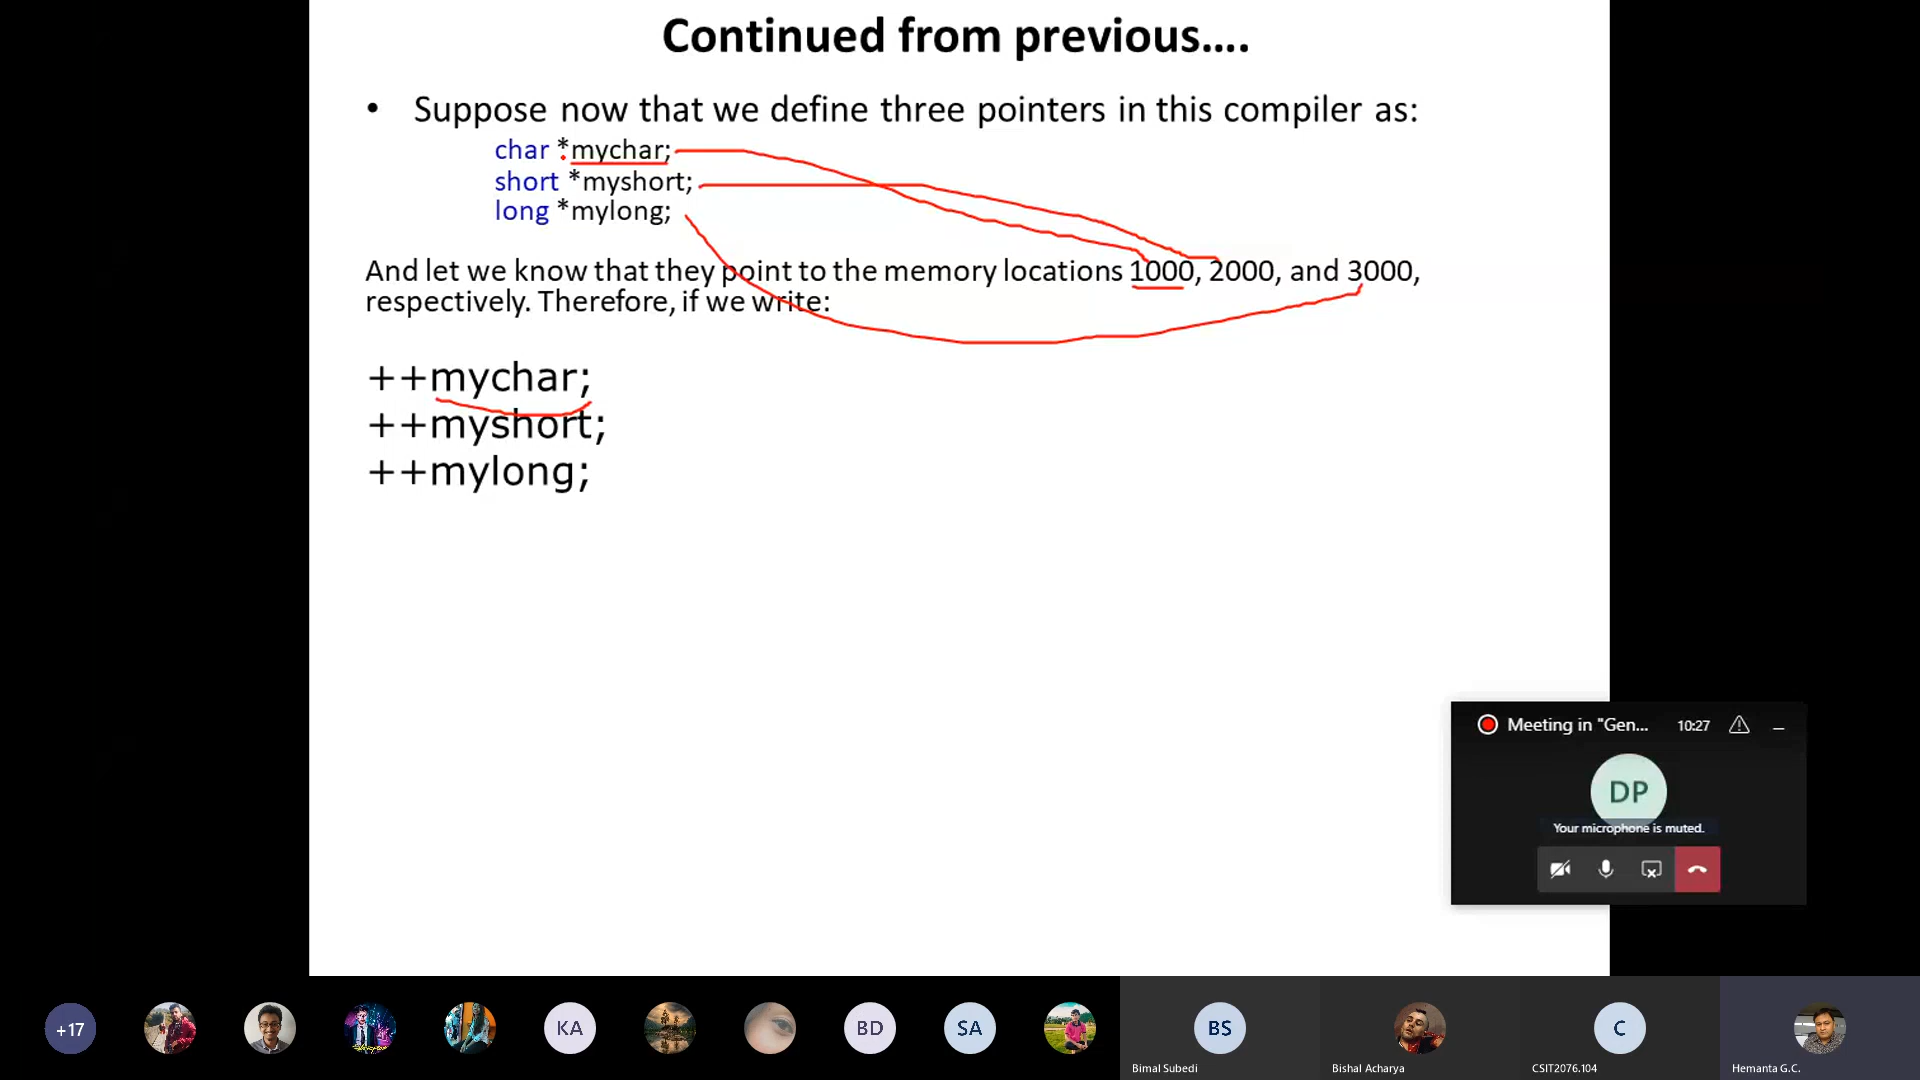 Continued from previous....
• Suppose now that we define three pointers in this compiler as:
char *mychar;
short *myshort;
long *mylong;
And let we know that they point to the memory locations 1000, 2000, and 3000,
respectively. Therefore, if we write:
++mychar;
++myshort;
++mylong;
Meeting in "Gen... 10:27
DP
Your microphone is muted.
+17
KA
BD
SA
BS
C
Bimal Subedi
Bishal Acharya
CSIT2076.104
Hemanta G.C.